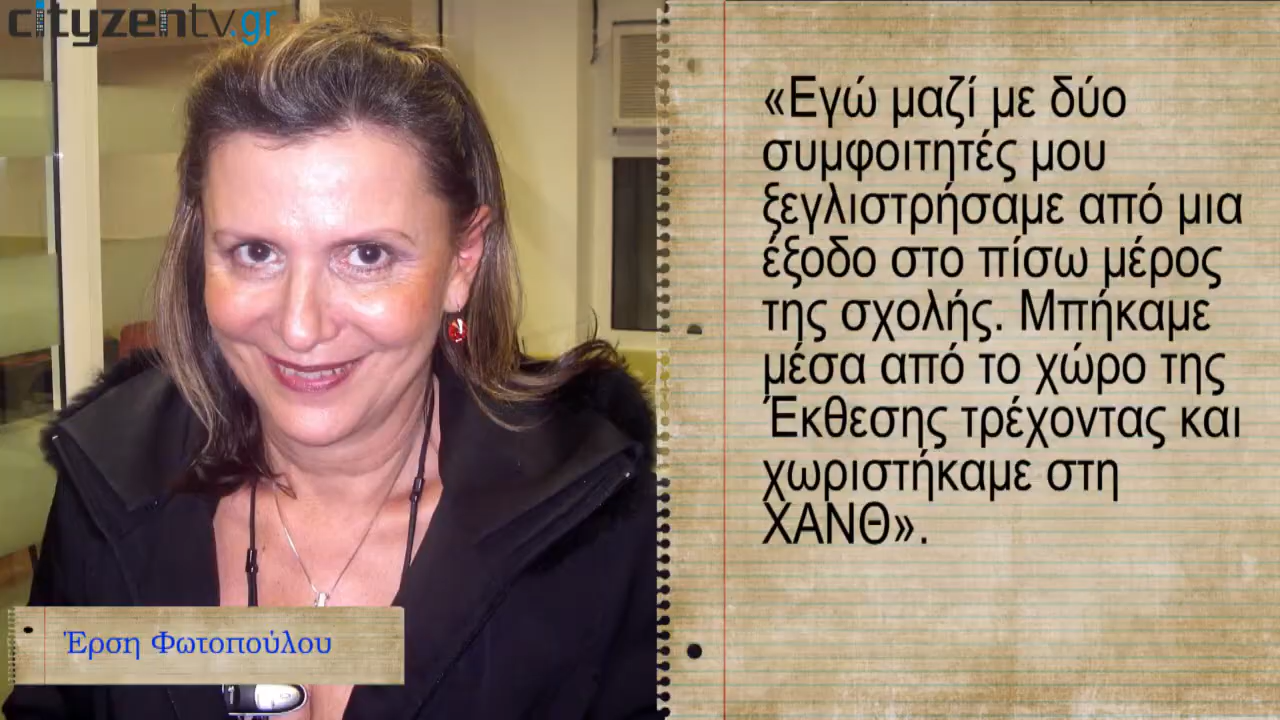 cityzentv.gr
«Εγώ μαζί με δύο
συμφοιτητές μου
ξεγλιστρήσαμε από μια
έξοδο στο πίσω μέρος
της σχολής. Μπήκαμε
μέσα από το χώρο της
Έκθεσης τρέχοντας και
χωριστήκαμε στη
ΧΑΝΘ».
Έρση Φωτοπούλου